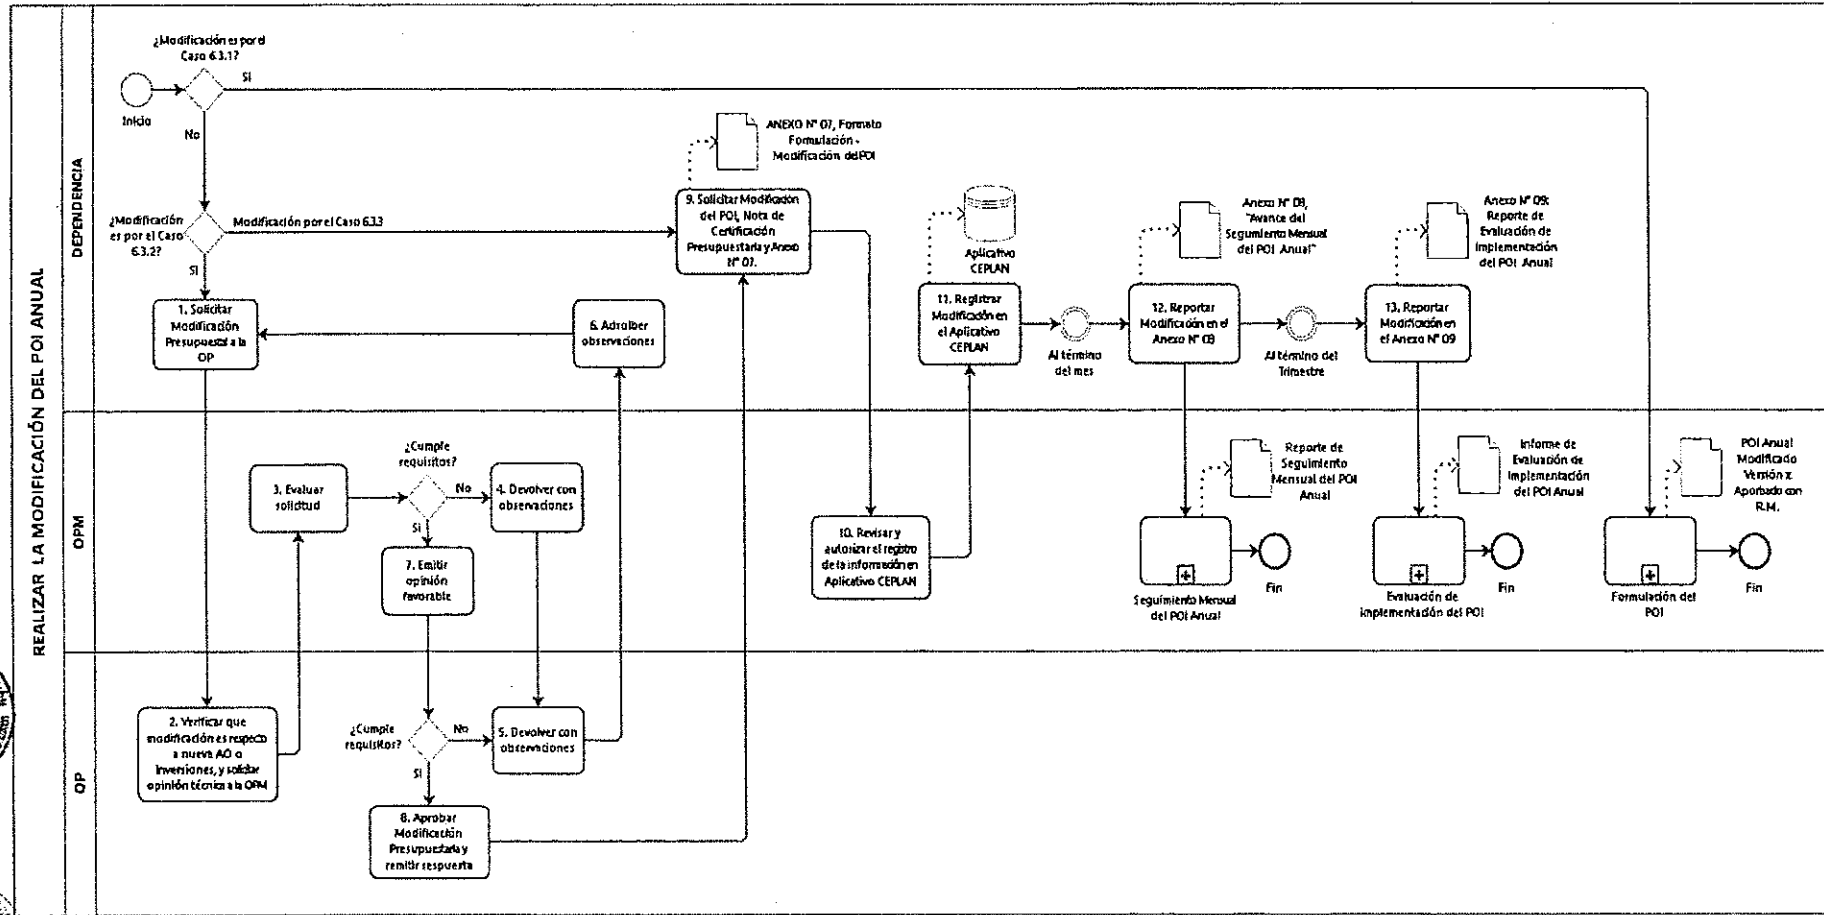 REALIZAR LA MODIFICACIÓN DEL POI ANUAL
DEPENDENCIA
¿Modificación es por el
Caso 6.3.1?
Si
Inicio
No
¿Modificación
es por el Caso
6.3.2?
Modificación por el Caso 6.3.3
Si
1. Solicitar
Modificación
Presupuestal a la
OP
6. Adsolber
observaciones
ANEXO N° 07, Formato
Formulación -
Modificación del POI
9. Solicitar Modificación
del POI, Nota de
Certificación
Presupuestaria y Anexo
N° 07.
Aplicativo
CEPLAN
11. Registrar
Modificación en
el Aplicativo
CEPLAN
Al término
del mes
Anexo N° 08,
"Avance del
Seguimiento Mensual
del POI Anual"
12. Reportar
Modificación en el
Anexo N° 08
Al término del
Trimestre
Anexo N° 09:
Reporte de
Evaluación de
Implementación
del POI Anual
13. Reportar
Modificación en
el Anexo N° 09
OPM
3. Evaluar
solicitud
¿Cumple
requisitos?
No
4. Devolver con
observaciones
Si
7. Emitir
opinión
favorable
10. Revisar y
autorizar el registro
de la información en
Aplicativo CEPLAN
Reporte de
Seguimiento
Mensual del POI
Anual
Seguimiento Mensual
del POI Anual
Fin
Informe de
Evaluación de
Implementación
del POI Anual
Evaluación de
Implementación del POI
Fin
POI Anual
Modificado
Versión x
Aportado con
R.M.
Formulación del
POI
Fin
OP
2. Verificar que
modificación es respecto
a nueva AO o
Inversiones, y solicitar
opinión técnica a la OPM
¿Cumple
requisitos?
No
5. Devolver con
observaciones
Si
8. Aprobar
Modificación
Presupuestaria y
remitir respuesta